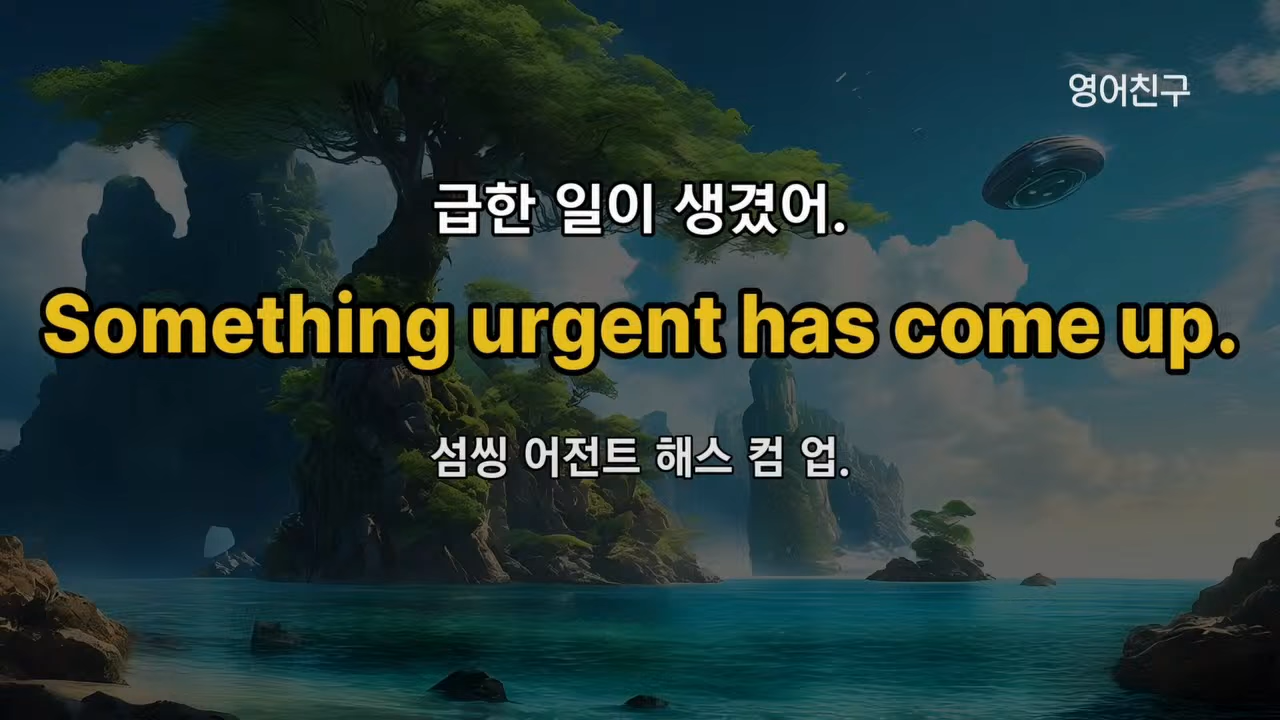 영어친구
급한 일이 생겼어.
Something urgent has come up.
섬씽 어전트 해스 컴 업.